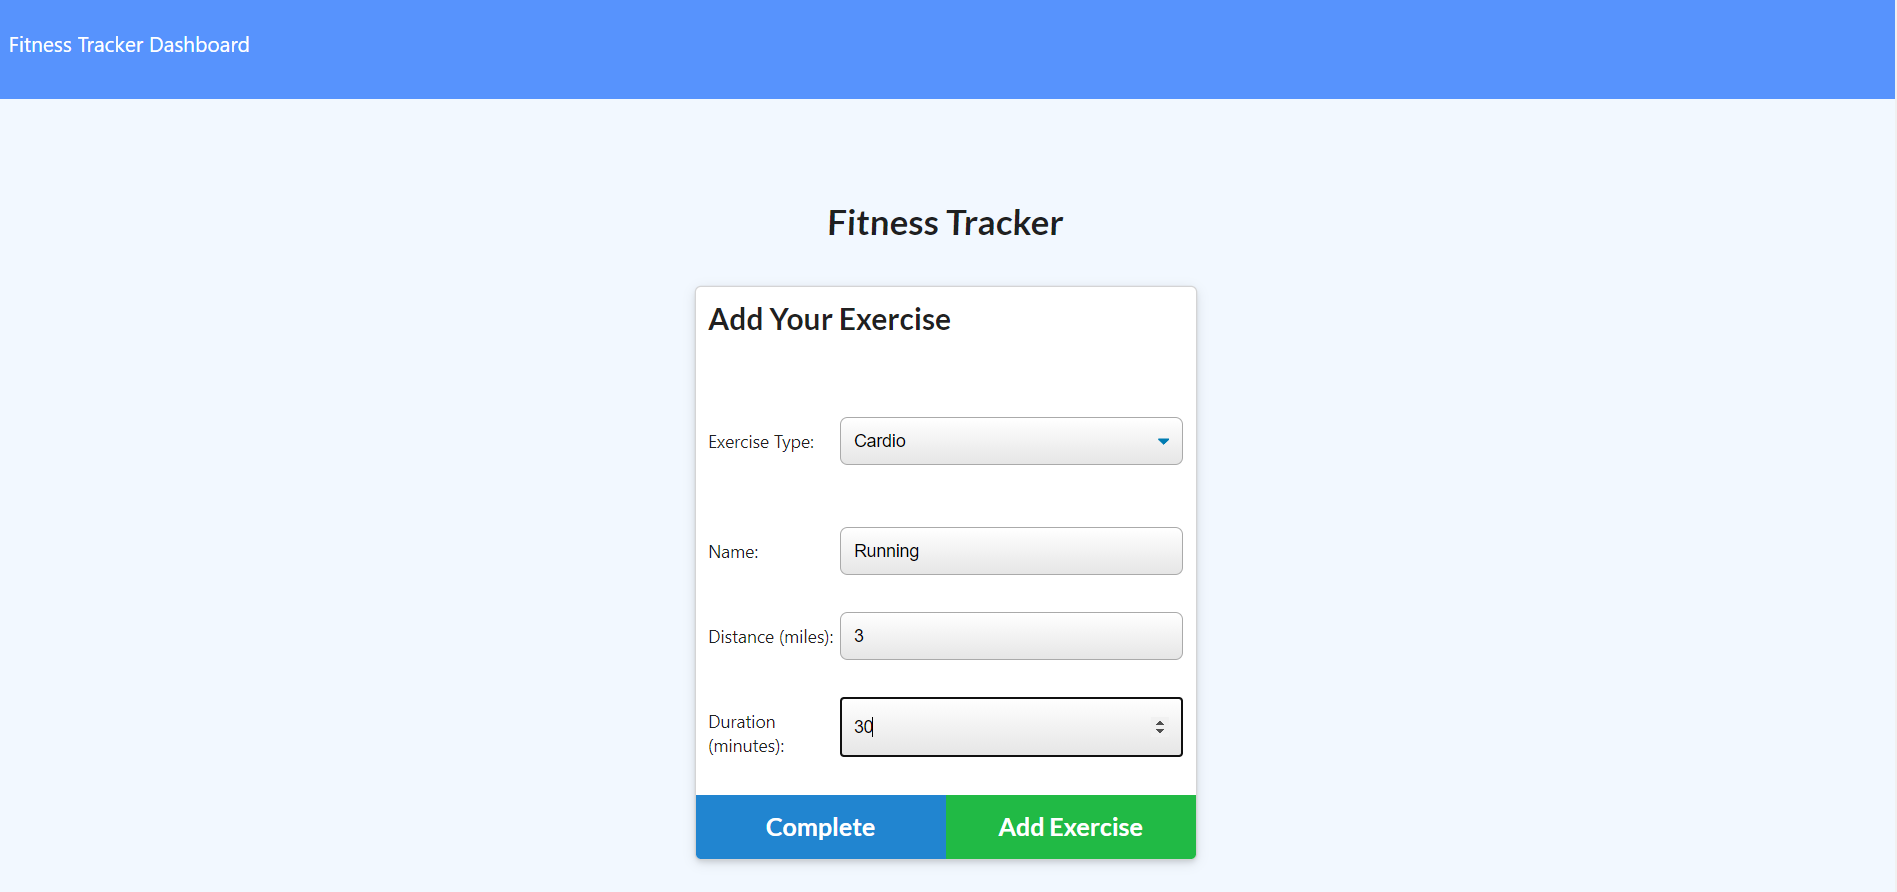 Fitness Tracker Dashboard
Fitness Tracker
Add Your Exercise
Exercise Type: Cardio
Name: Running
Distance (miles): 3
Duration
(minutes): 30
Complete Add Exercise